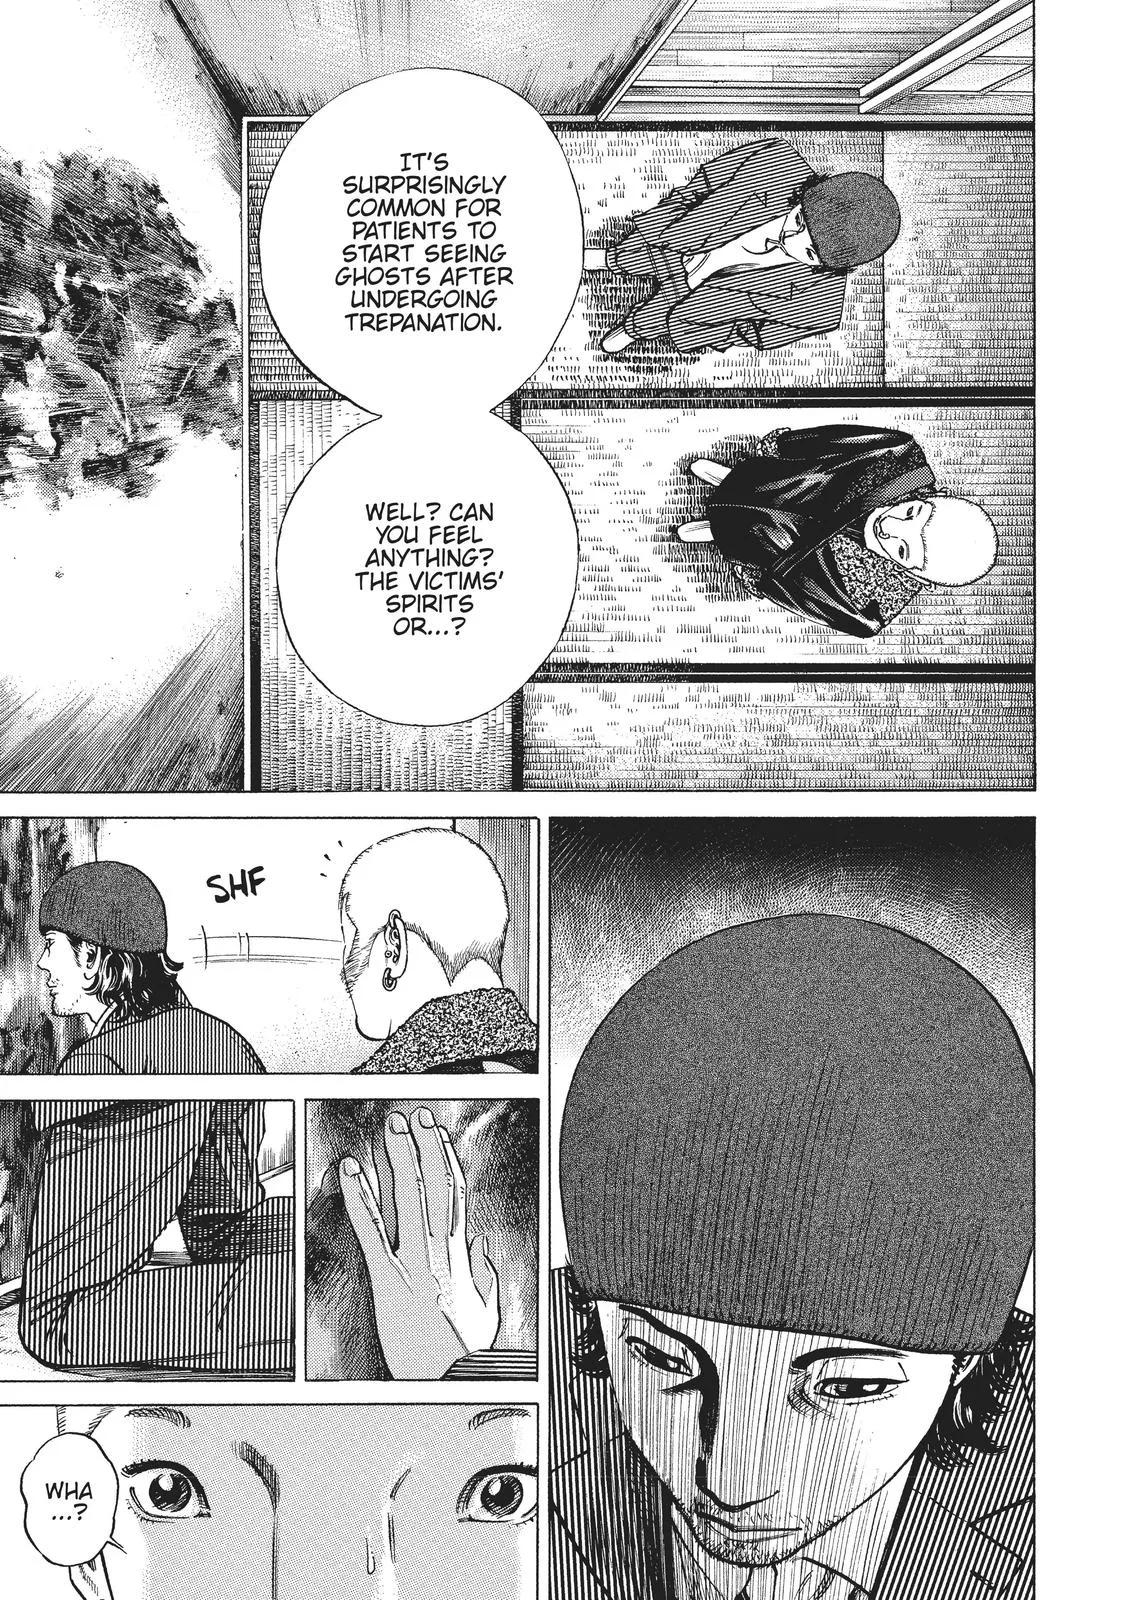 IT'S
SURPRISINGLY
COMMON FOR
PATIENTS TO
START SEEING
GHOSTS AFTER
UNDERGOING
TREPANATION.
WELL? CAN
YOU FEEL
ANYTHING?
THE VICTIMS'
SPIRITS
OR...?
SHF
WHA
...?